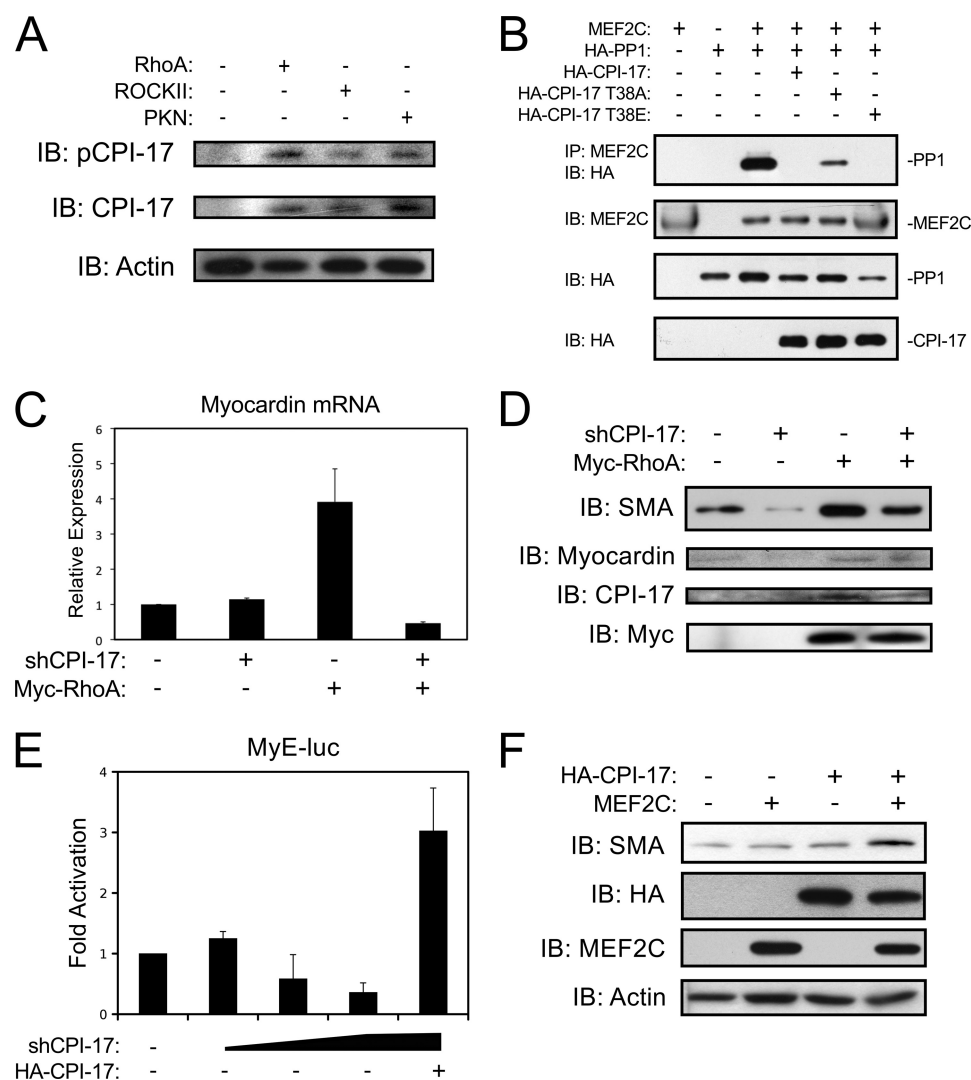 A
RhoA: - + - -
ROCKII: - - + -
PKN: - - - +
IB: pCPI-17
IB: CPI-17
IB: Actin
B
MEF2C: + - + + + +
HA-PP1: - + + + + +
HA-CPI-17: - - - + - -
HA-CPI-17 T38A: - - - - + -
HA-CPI-17 T38E: - - - - - +
IP: MEF2C
IB: HA
-PP1
IB: MEF2C
-MEF2C
IB: HA
-PP1
IB: HA
-CPI-17
C
Myocardin mRNA
Relative Expression
6
5
4
3
2
1
0
shCPI-17: - + - +
Myc-RhoA: - - + +
D
shCPI-17: - + - +
Myc-RhoA: - - + +
IB: SMA
IB: Myocardin
IB: CPI-17
IB: Myc
E
MyE-luc
Fold Activation
4
3
2
1
0
shCPI-17: -
HA-CPI-17: - - - - +
F
HA-CPI-17: - - + +
MEF2C: - + - +
IB: SMA
IB: HA
IB: MEF2C
IB: Actin